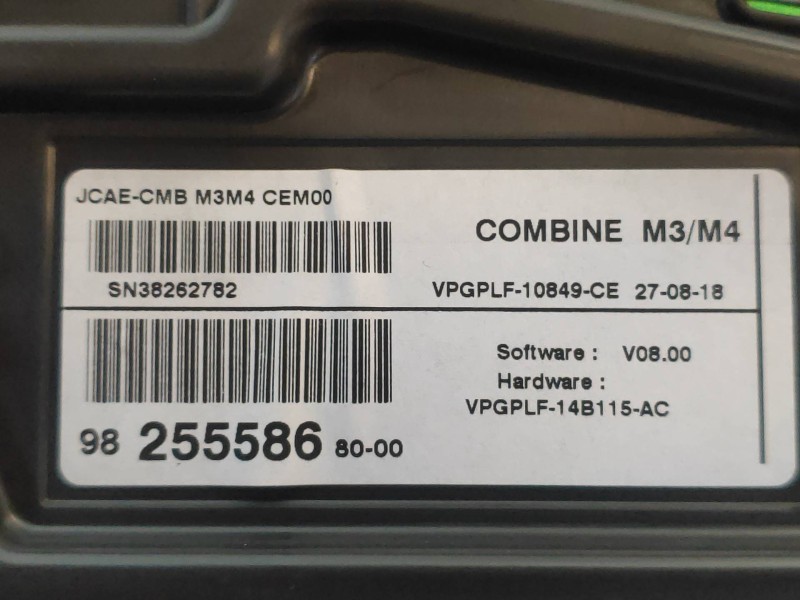 JCAE-CMB M3M4 CEM00
COMBINE M3/M4
SN38262782
VPGPLF-10849-CE 27-08-18
Software : V08.00
Hardware :
VPGPLF-14B115-AC
98 255586 80-00